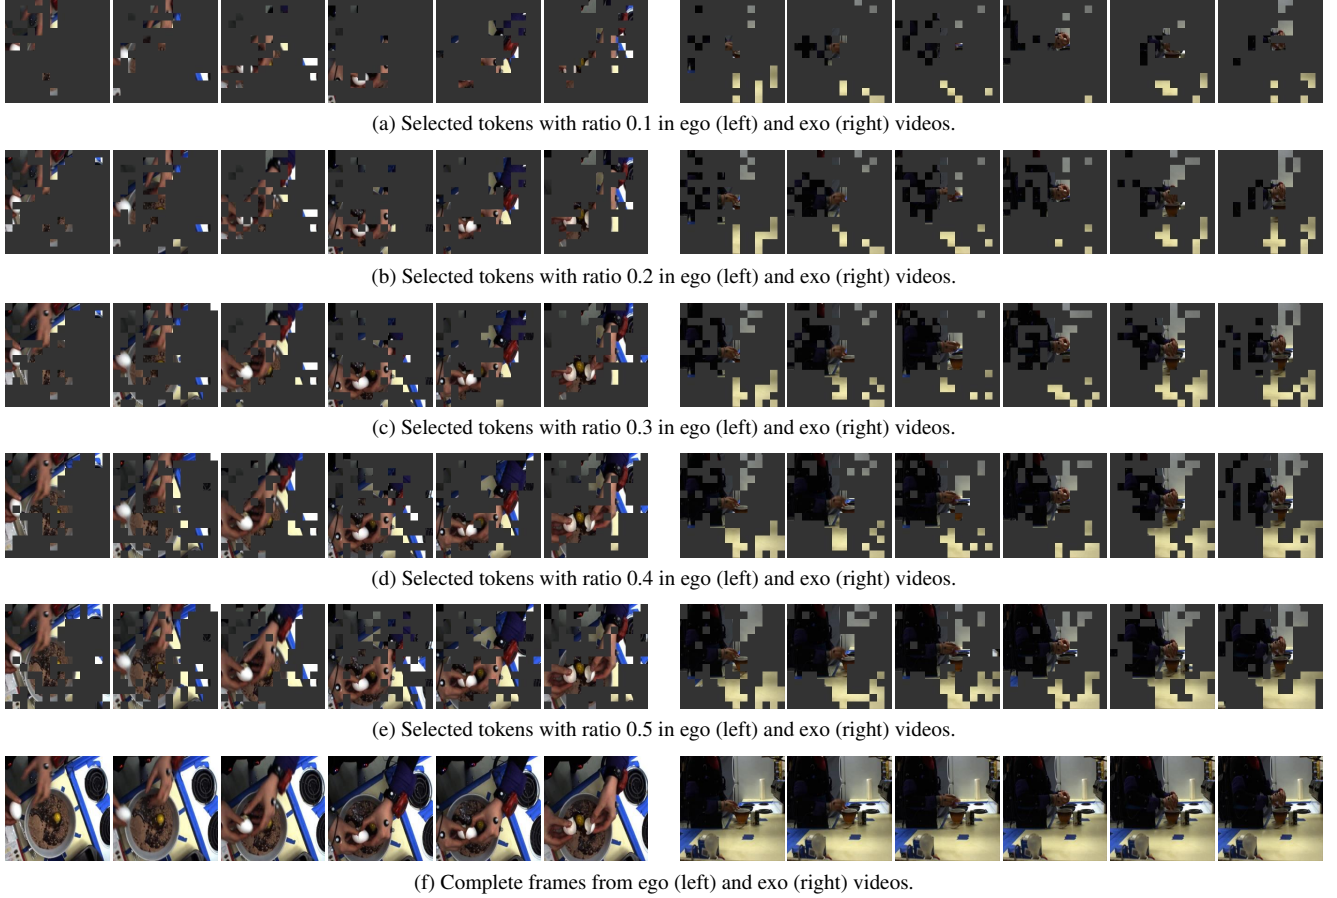 (a) Selected tokens with ratio 0.1 in ego (left) and exo (right) videos.
(b) Selected tokens with ratio 0.2 in ego (left) and exo (right) videos.
(c) Selected tokens with ratio 0.3 in ego (left) and exo (right) videos.
(d) Selected tokens with ratio 0.4 in ego (left) and exo (right) videos.
(e) Selected tokens with ratio 0.5 in ego (left) and exo (right) videos.
(f) Complete frames from ego (left) and exo (right) videos.